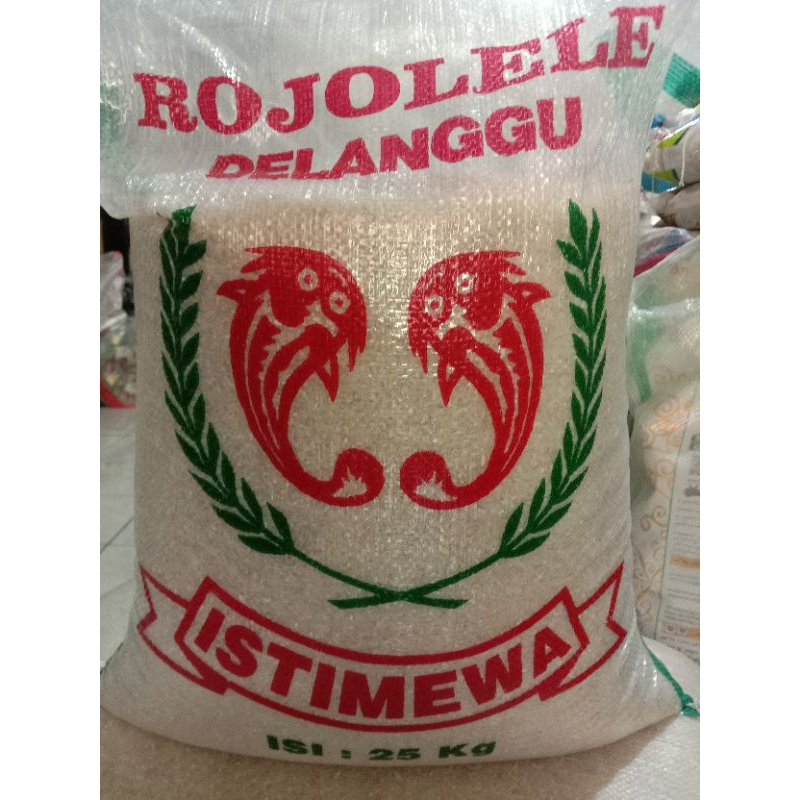 ROJOLELE
DELANGGU
ISTIMEWA
ISI : 25 Kg